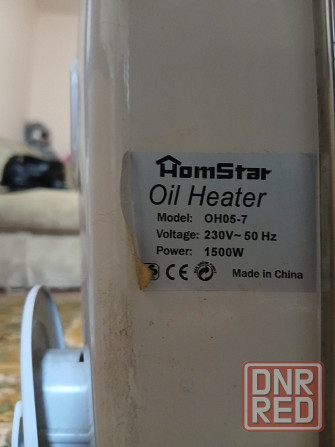 HomStar
Oil Heater
Model: OH05-7
Voltage: 230V~ 50 Hz
Power: 1500W
CE
Made in China
DNR
RED